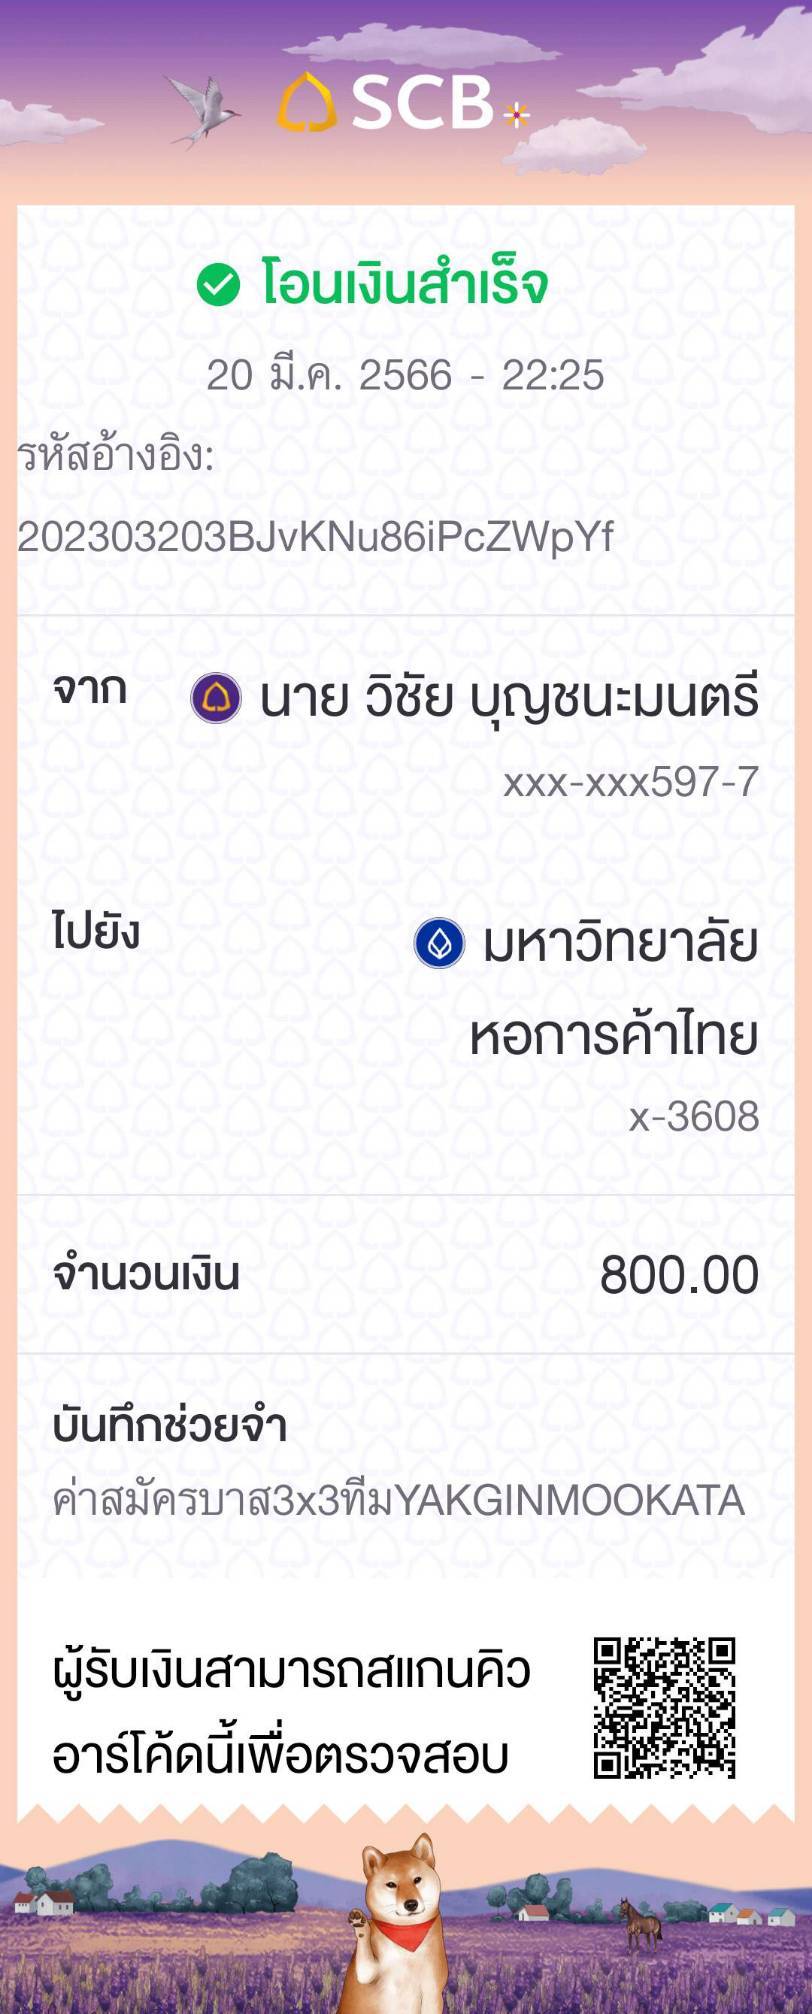 SCB
โอนเงินสำเร็จ
20 มี.ค. 2566 - 22:25
รหัสอ้างอิง:
202303203BJvKNu86iPcZWpYf
จาก นาย วิชัย บุญชนะมนตรี
xxx-xxx597-7
ไปยัง มหาวิทยาลัย
หอการค้าไทย
x-3608
จำนวนเงิน 800.00
บันทึกช่วยจำ
ค่าสมัครบาส3x3ทีมYAKGINMOOKATA
ผู้รับเงินสามารถสแกนคิว
อาร์โค้ดนี้เพื่อตรวจสอบ